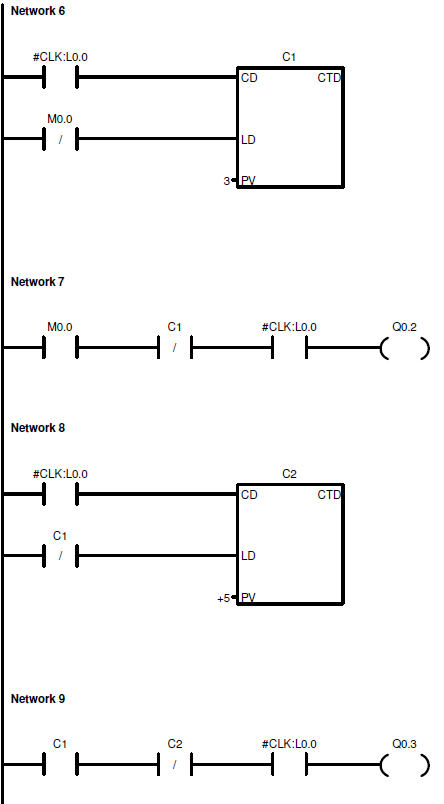 Network 6
#CLK:L0.0
C1
CD CTD
M0.0
/ LD
3 PV
Network 7
M0.0 C1 #CLK:L0.0 Q0.2
/
Network 8
#CLK:L0.0
C2
CD CTD
C1
/ LD
+5 PV
Network 9
C1 C2 #CLK:L0.0 Q0.3
/